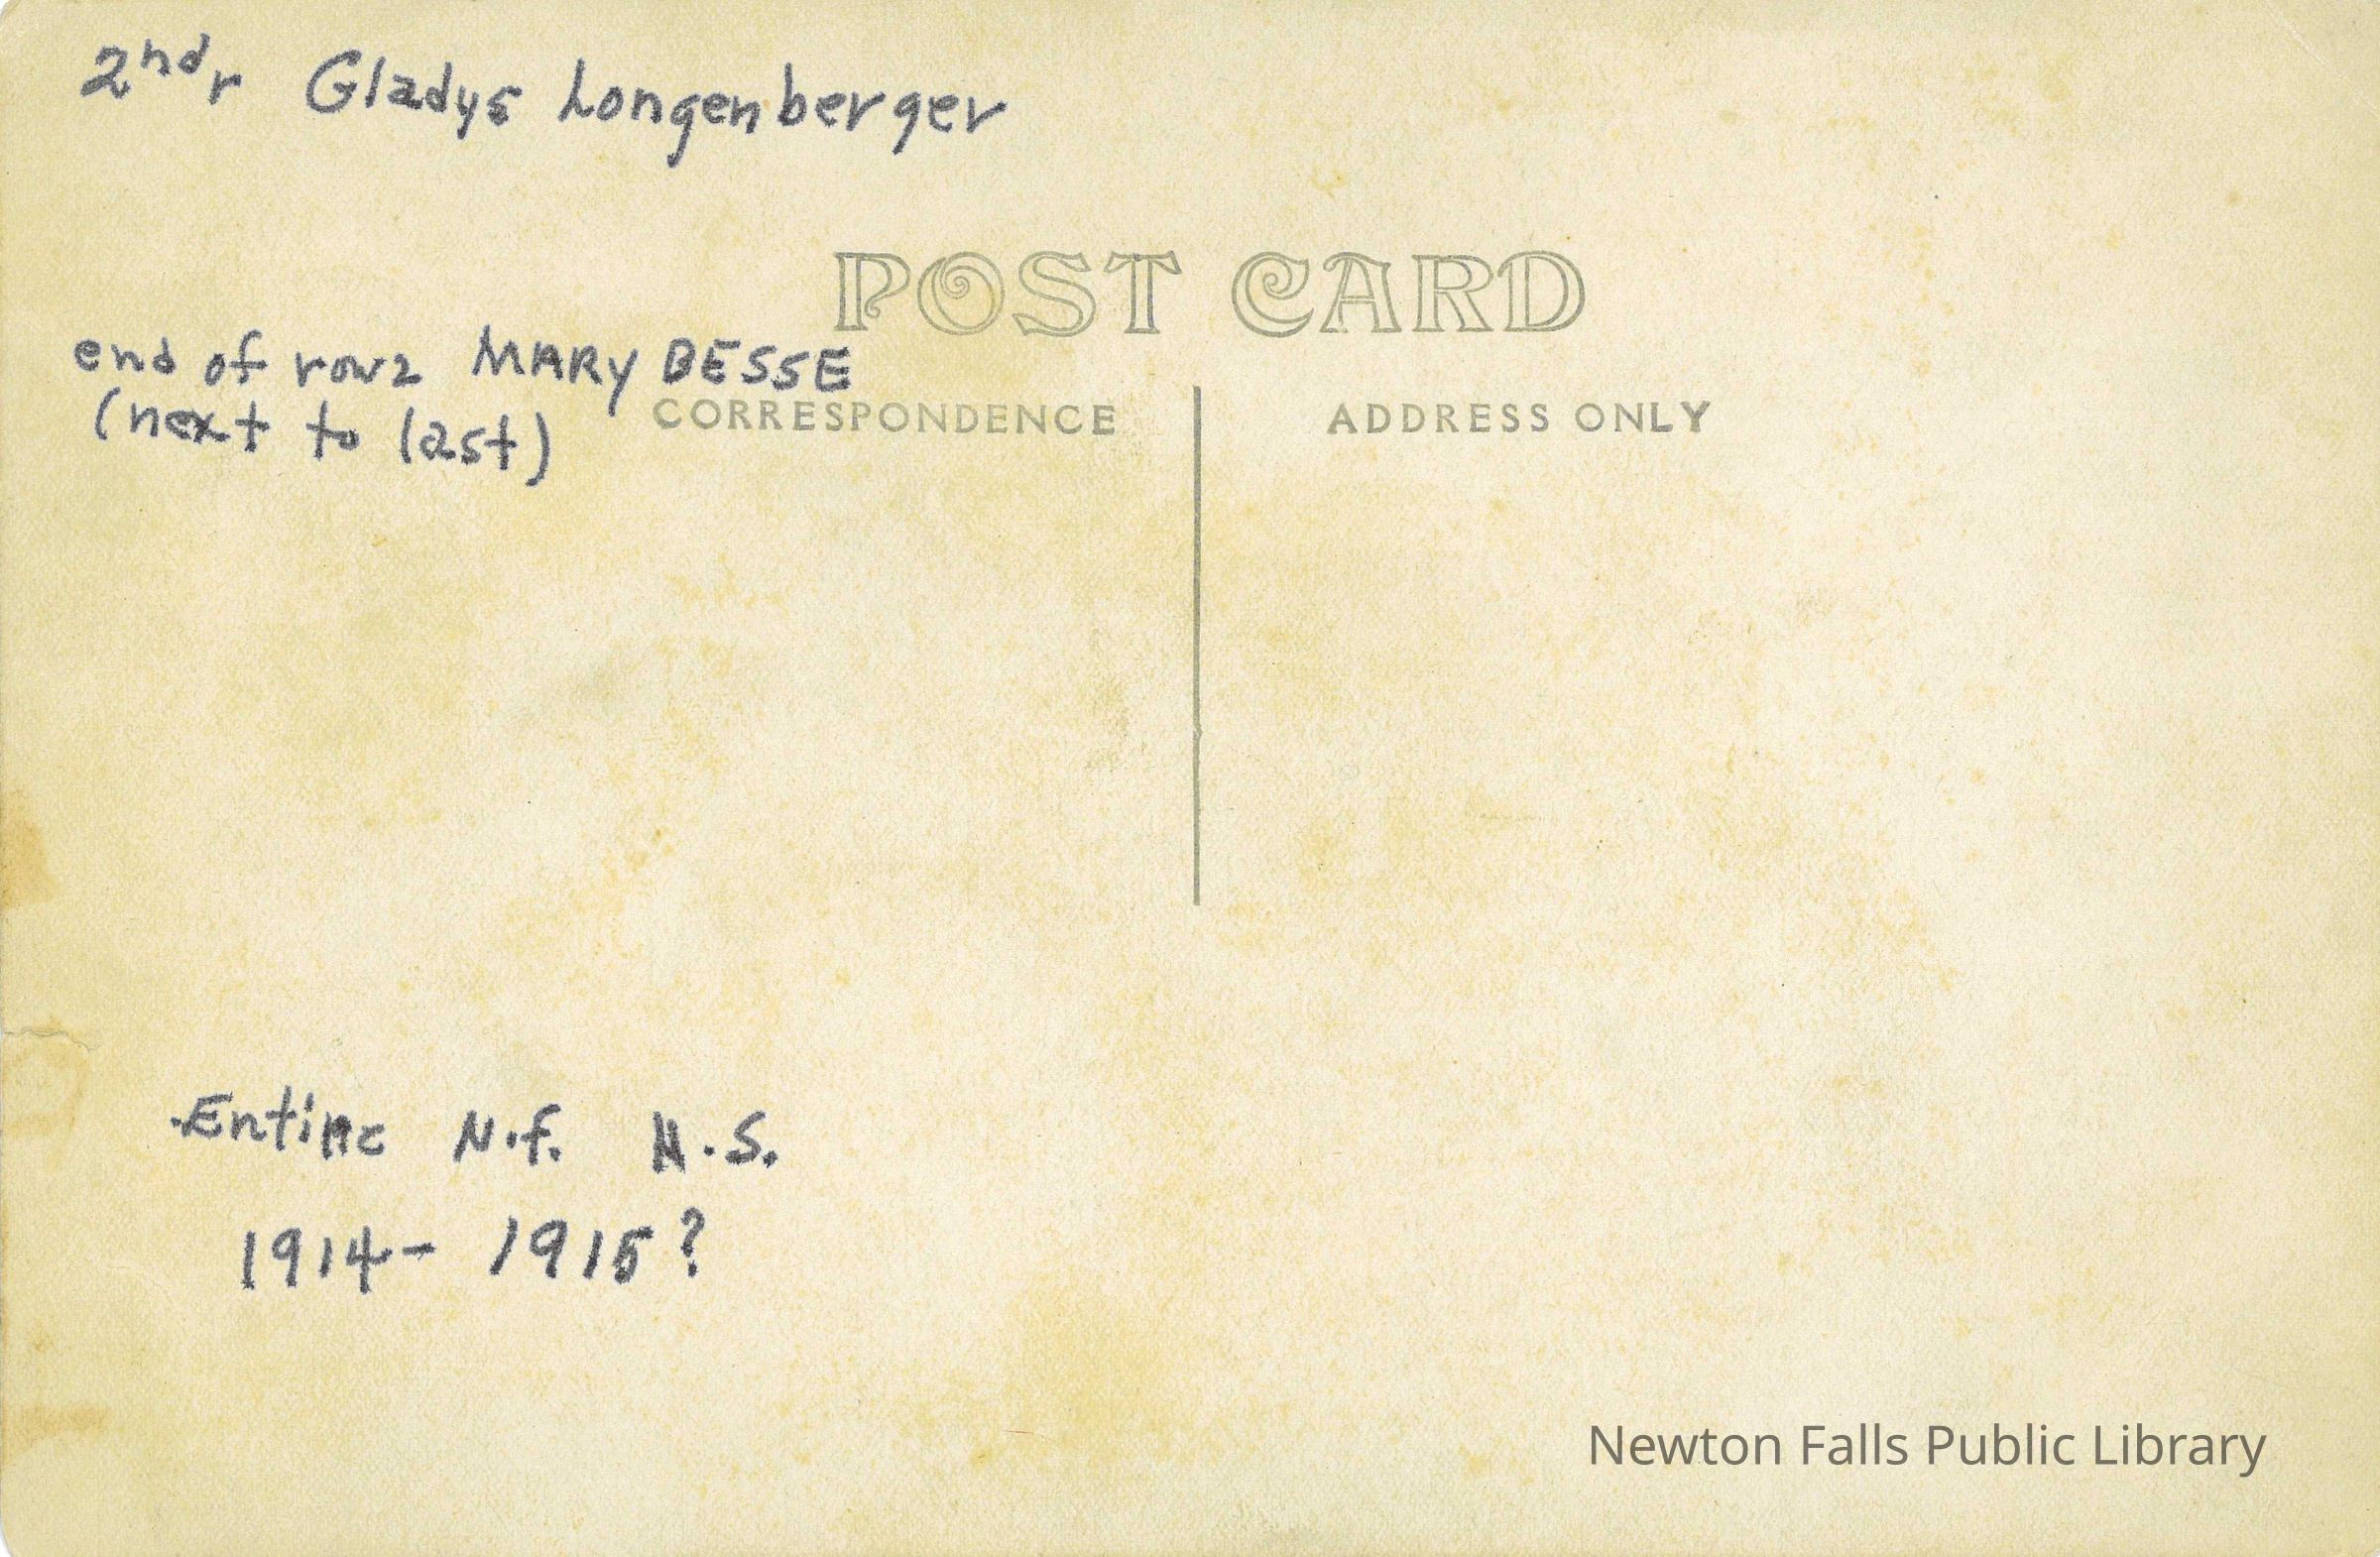 2nd r Gladys Longenberger
POST CARD
end of row 2 MARY BESSE
(next to last)
CORRESPONDENCE
ADDRESS ONLY
Entire N.f. H.S.
1914- 1915?
Newton Falls Public Library